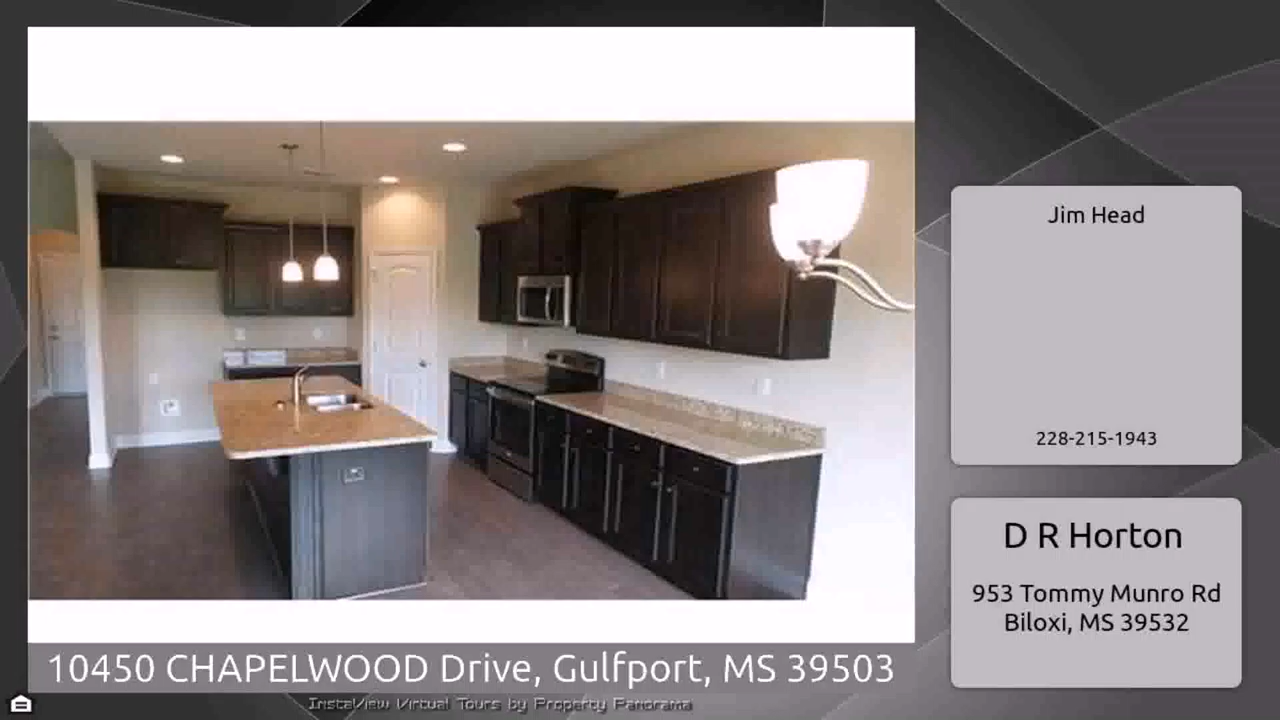 Jim Head
228-215-1943
D R Horton
953 Tommy Munro Rd
Biloxi, MS 39532
10450 CHAPELWOOD Drive, Gulfport, MS 39503
InstaView Virtual Tours by Property Panorama